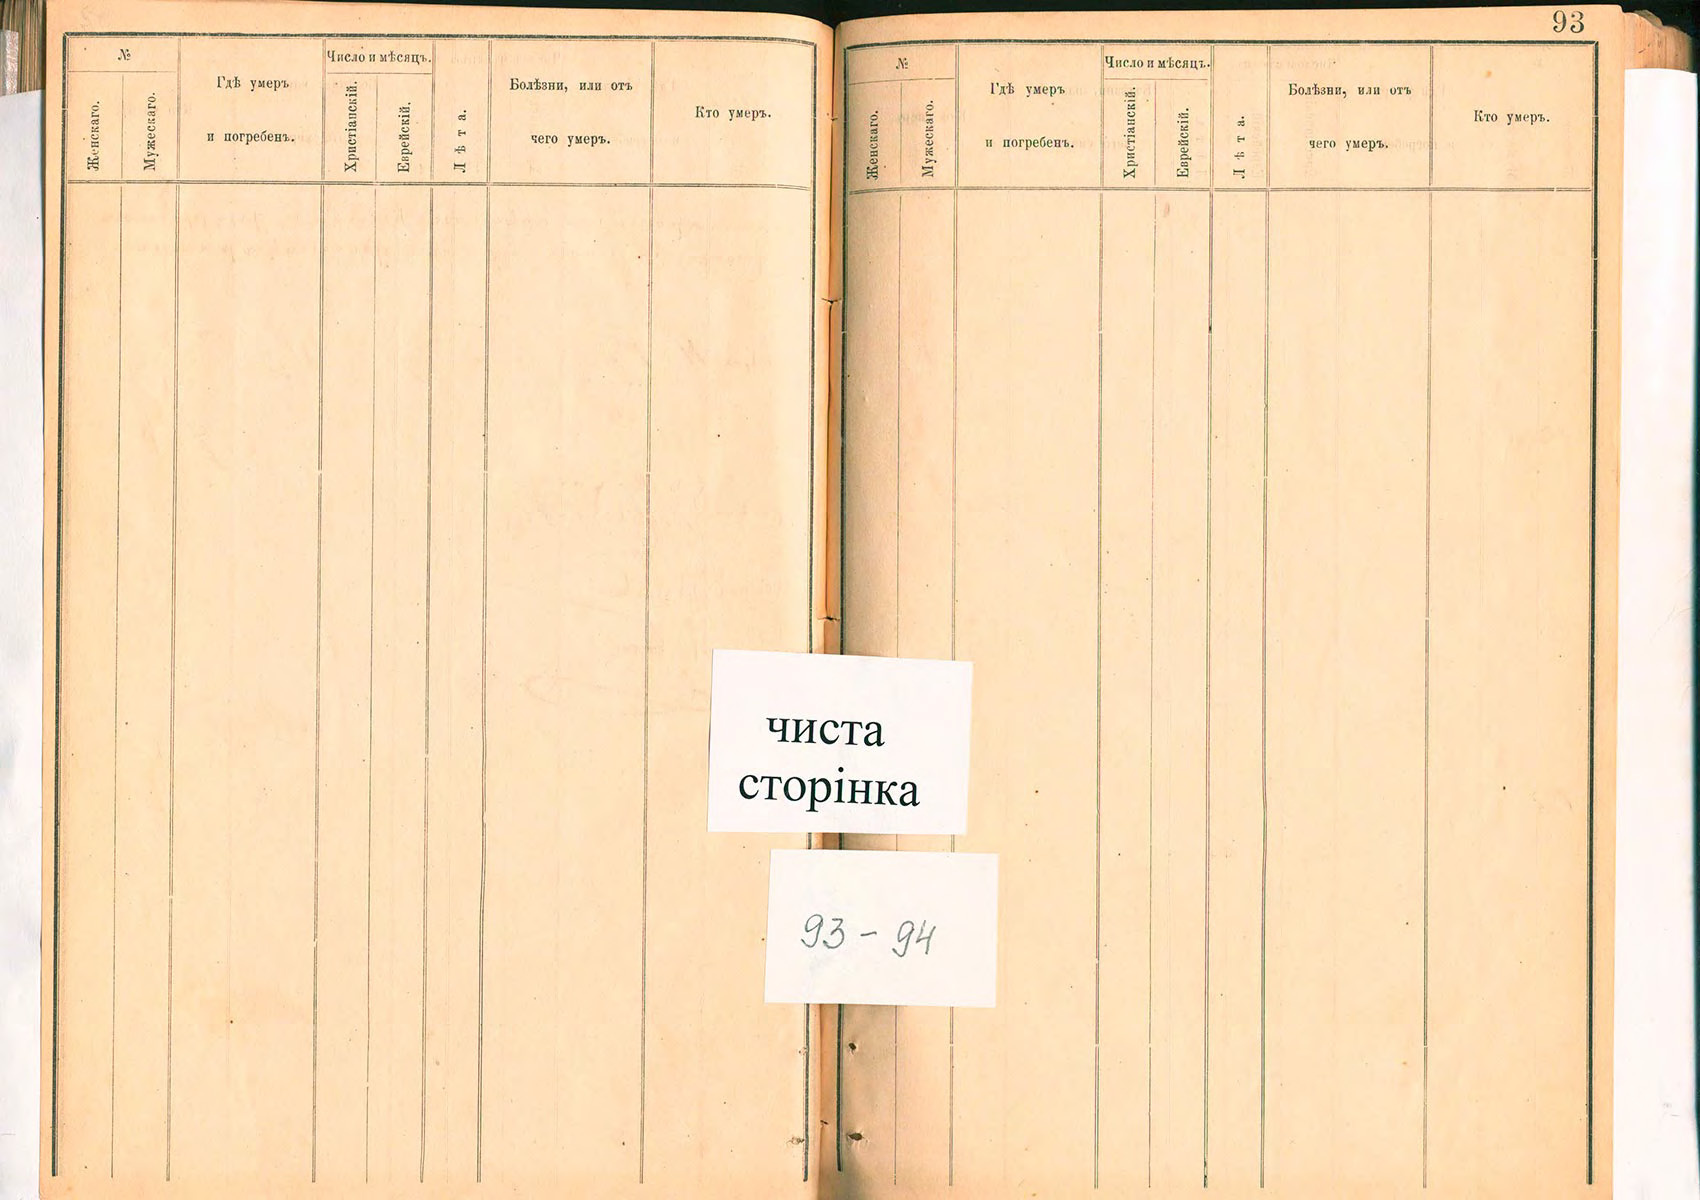 93
№
Женскаго.
Мужескаго.
Гдѣ умеръ
и погребенъ.
Число и мѣсяцъ.
Христіанскій.
Еврейскій.
Лѣта.
Болѣзни, или отъ
чего умеръ.
Кто умеръ.
№
Женскаго.
Мужескаго.
Гдѣ умеръ
и погребенъ.
Число и мѣсяцъ.
Христіанскій.
Еврейскій.
Лѣта.
Болѣзни, или отъ
чего умеръ.
Кто умеръ.
чиста
сторінка
93 - 94